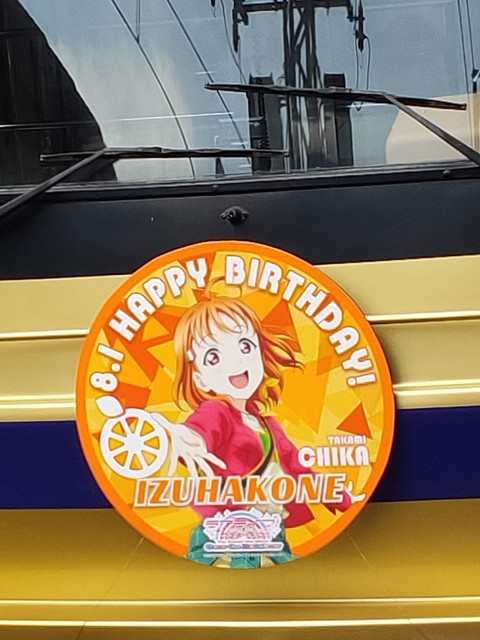 8.1 HAPPY BIRTHDAY!
TAKAMI
CHIKA
IZUHAKONE